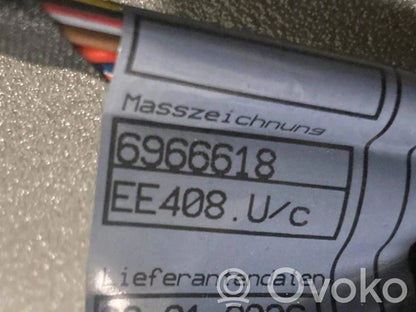 Masszeichnung
6966618
EE408.U/c
Lieferantendaten
Ovoko